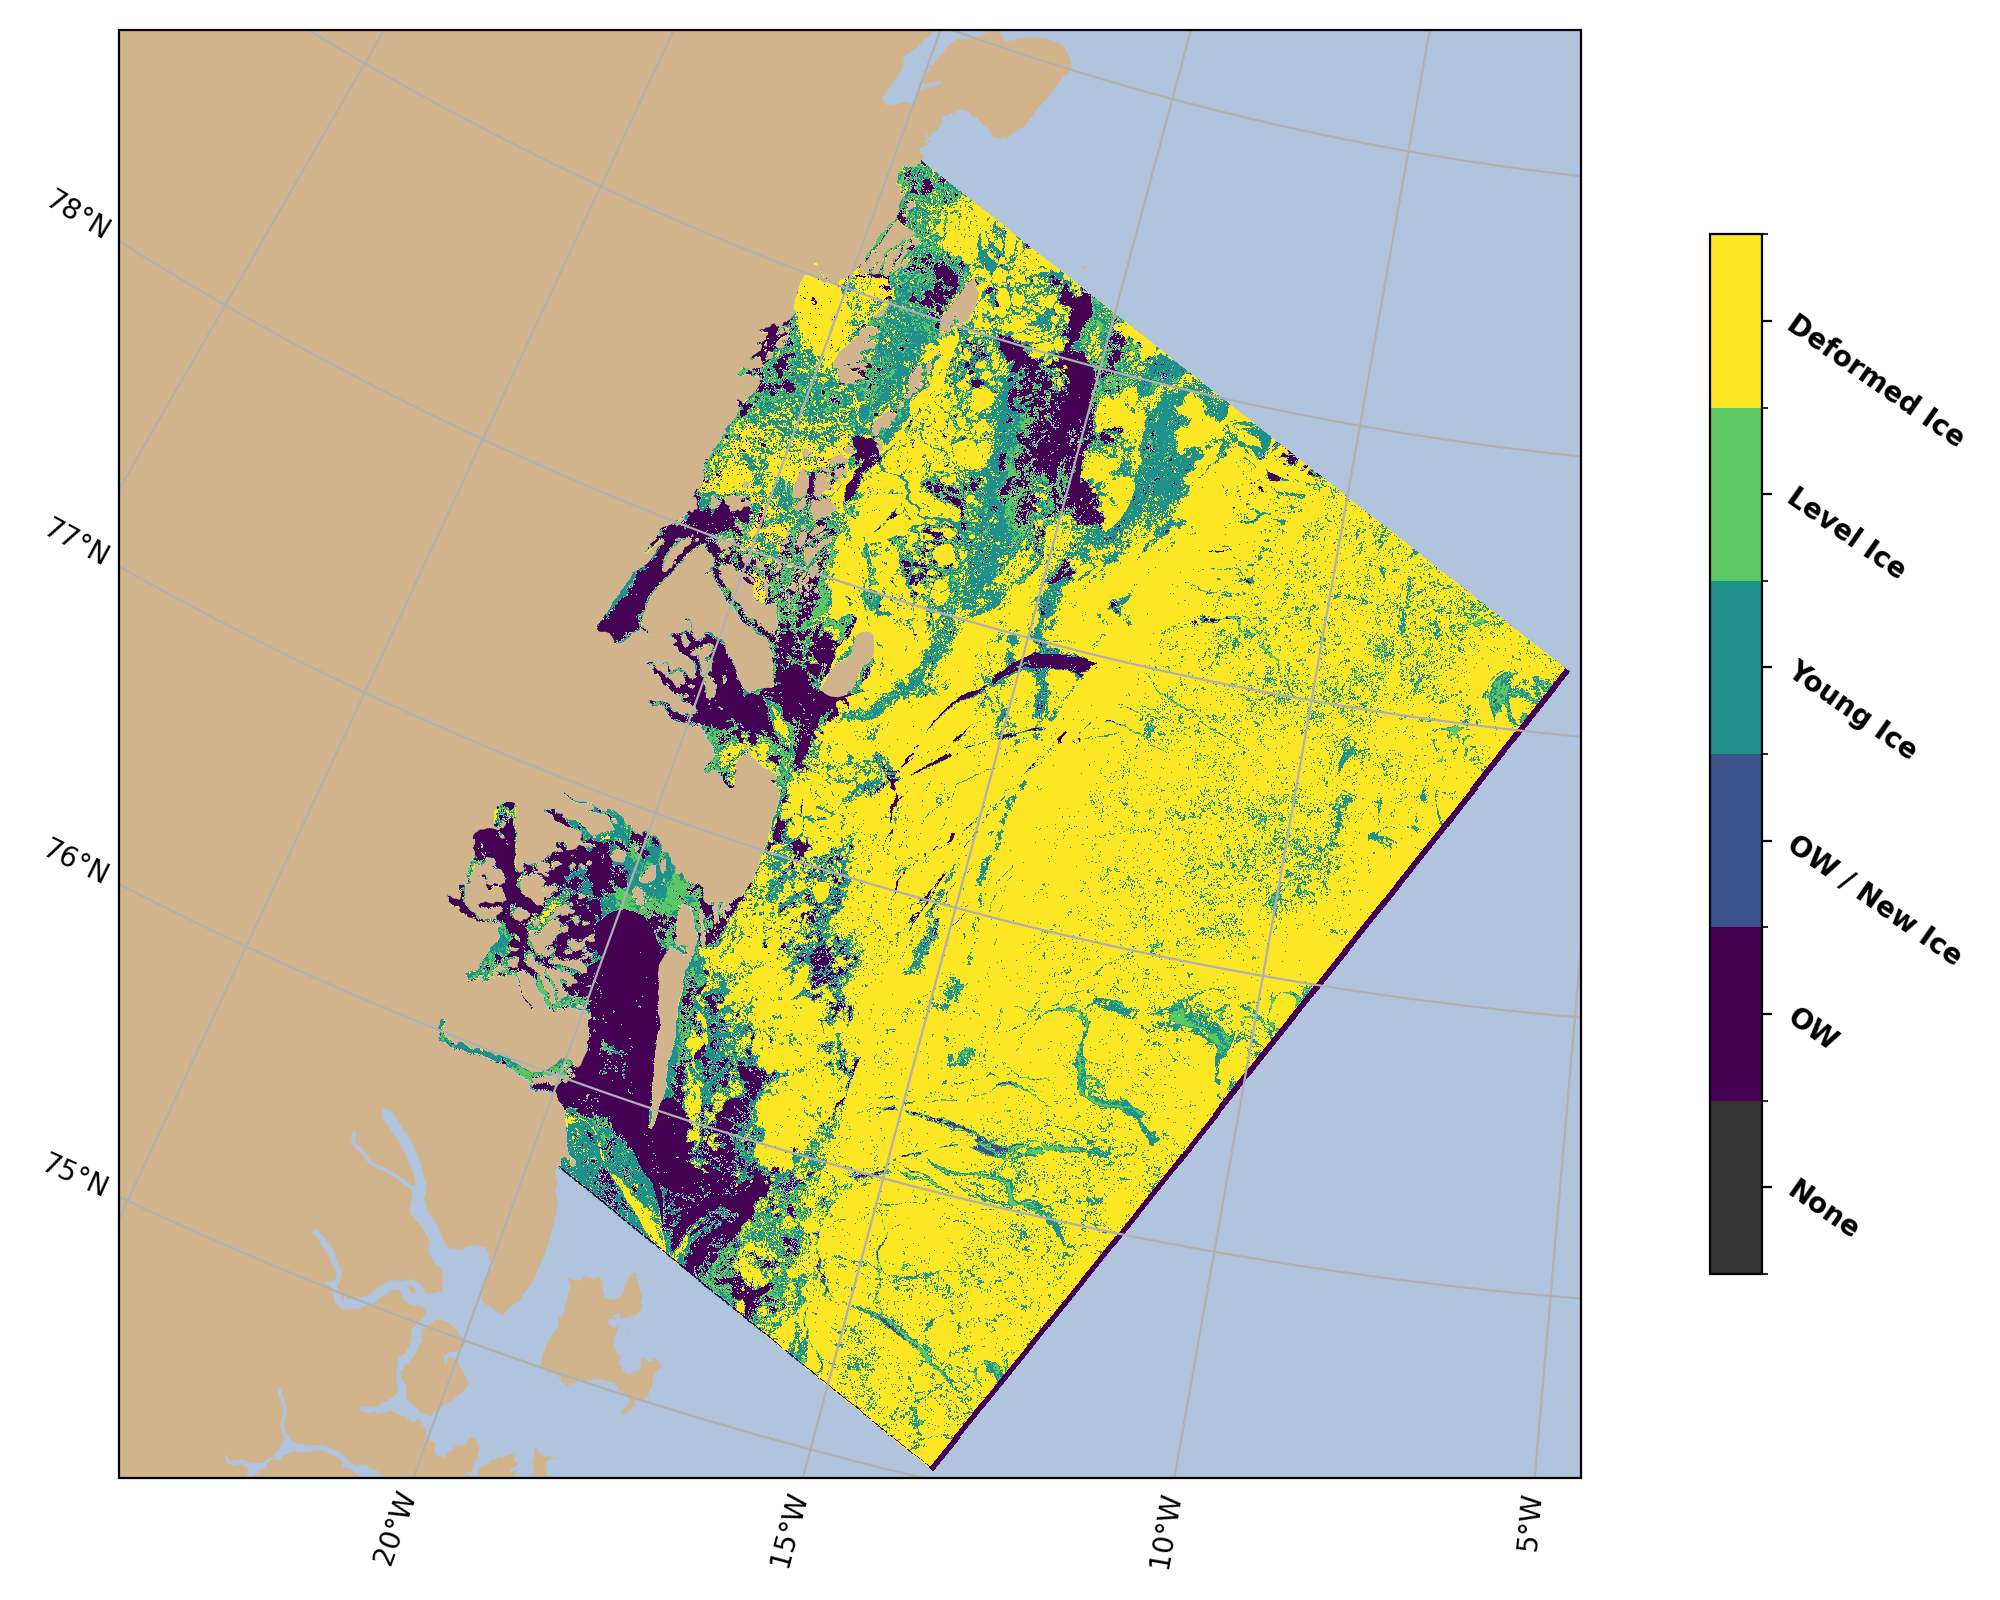 78°N
77°N
76°N
75°N
20°W
15°W
10°W
5°W
Deformed Ice
Level Ice
Young Ice
OW / New Ice
OW
None